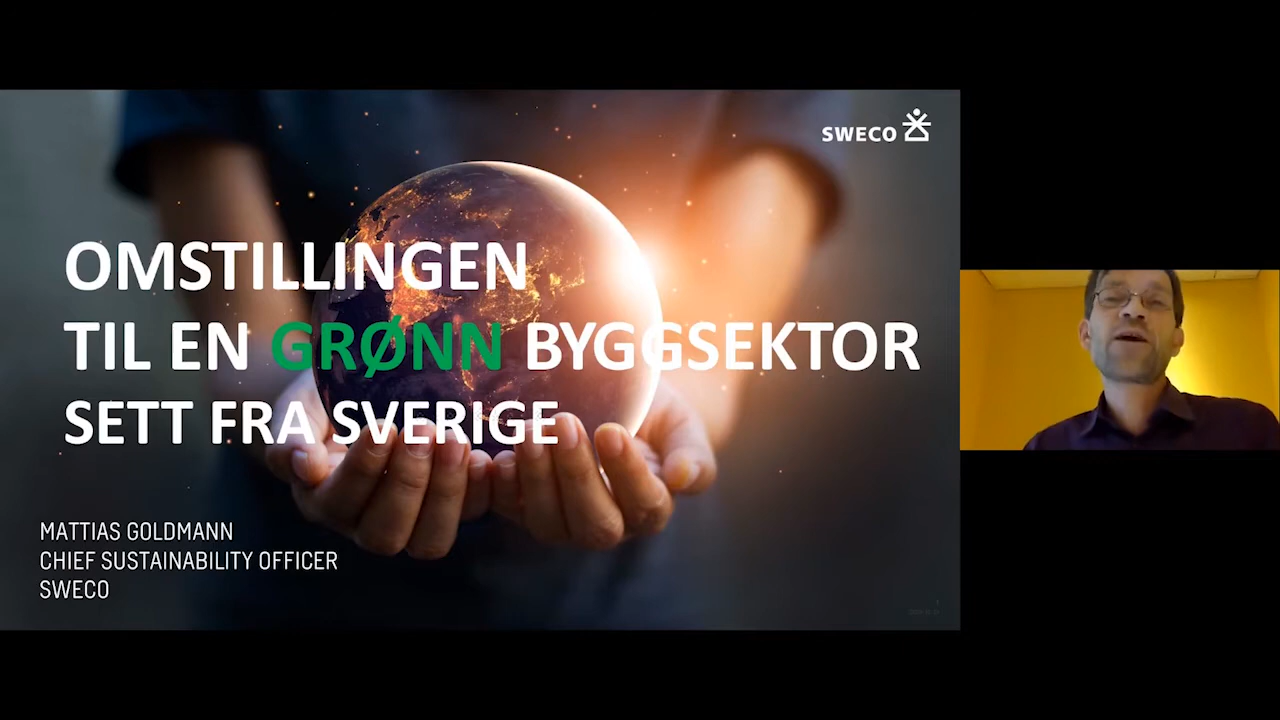 SWECO
OMSTILLINGEN
TIL EN GRØNN BYGGSEKTOR
SETT FRA SVERIGE
MATTIAS GOLDMANN
CHIEF SUSTAINABILITY OFFICER
SWECO